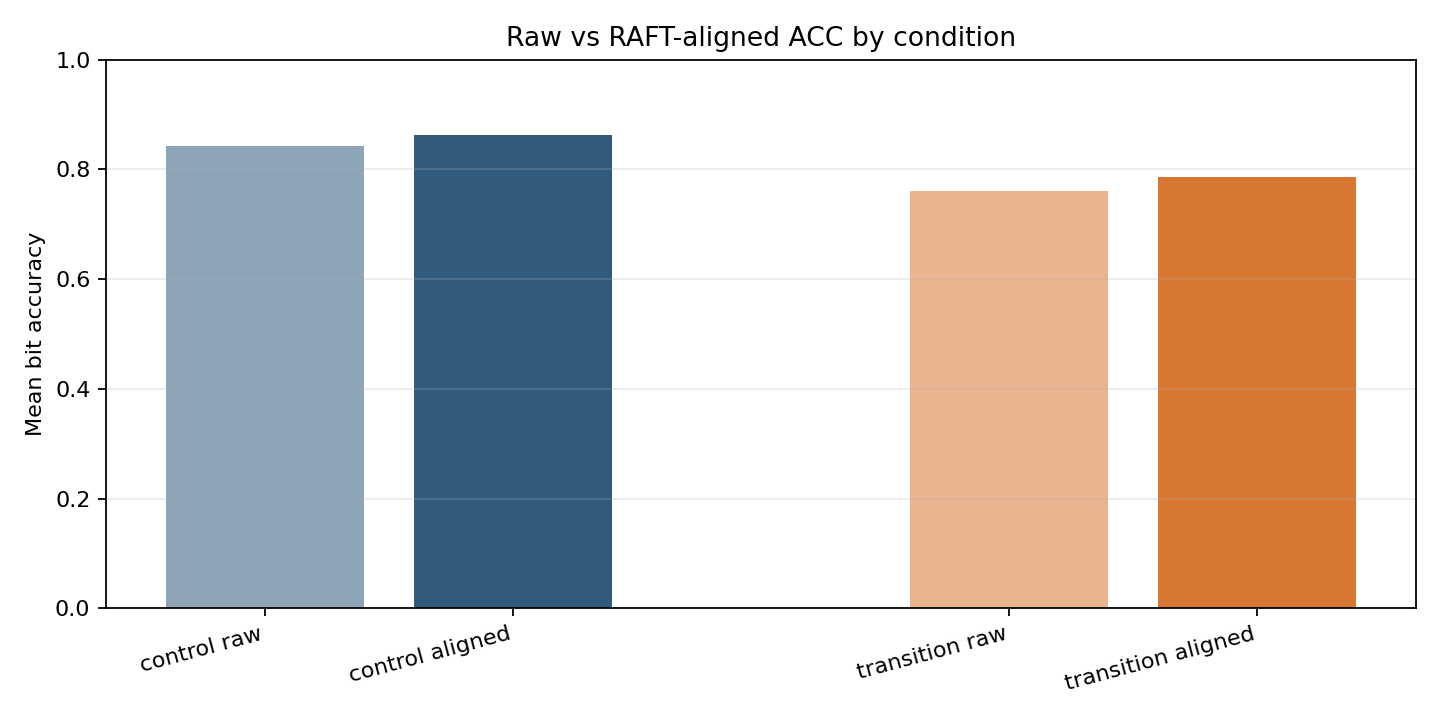 Raw vs RAFT-aligned ACC by condition
Mean bit accuracy
1.0
0.8
0.6
0.4
0.2
0.0
control raw
control aligned
transition raw
transition aligned